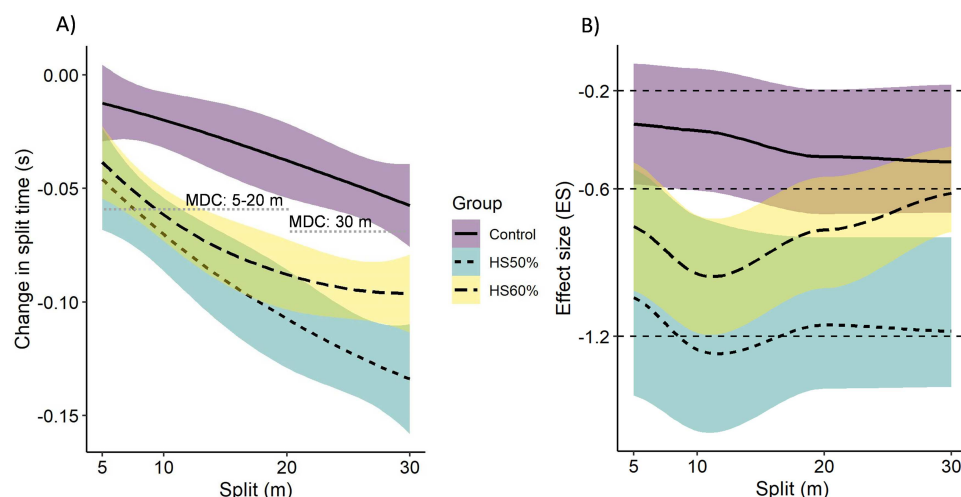 A)
B)
0.00
-0.05
-0.10
-0.15
Change in split time (s)
MDC: 5-20 m
MDC: 30 m
5
10
20
30
Split (m)
Group
Control
HS50%
HS60%
-0.2
-0.6
-1.2
Effect size (ES)
5
10
20
30
Split (m)